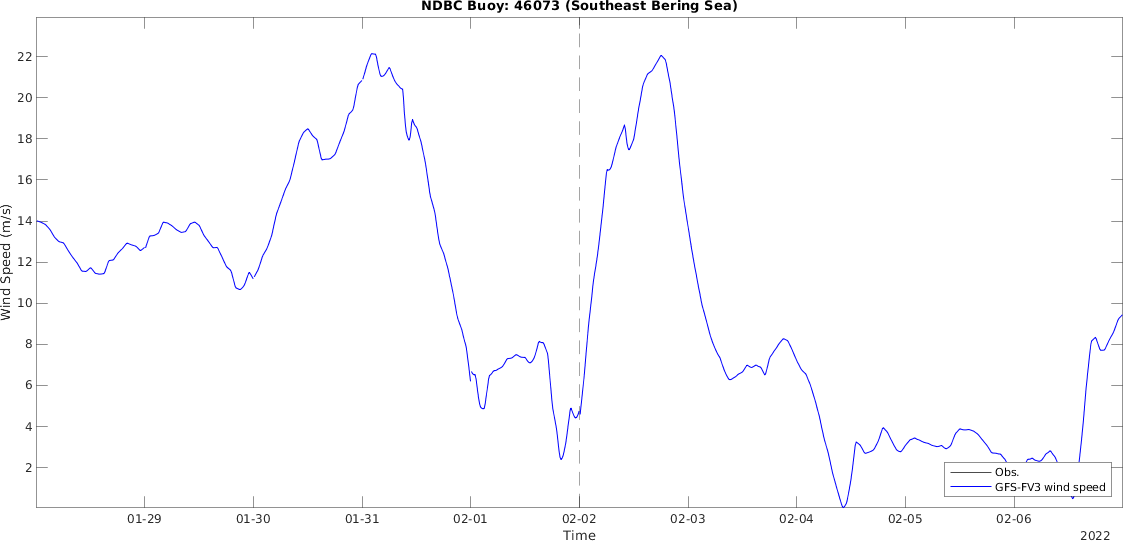 NDBC Buoy: 46073 (Southeast Bering Sea)
Wind Speed (m/s)
22
20
18
16
14
12
10
8
6
4
2
Obs.
GFS-FV3 wind speed
01-29 01-30 01-31 02-01 02-02 02-03 02-04 02-05 02-06
Time
2022